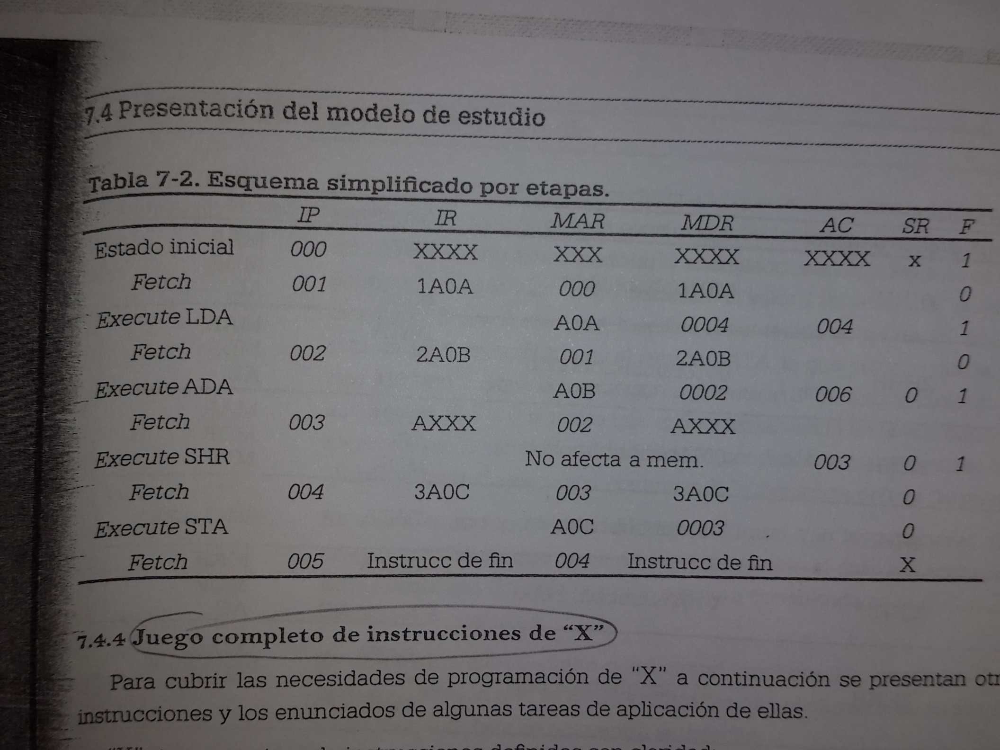 7.4 Presentación del modelo de estudio
Tabla 7-2. Esquema simplificado por etapas.
IP IR MAR MDR AC SR F
Estado inicial 000 XXXX XXX XXXX XXXX x 1
Fetch 001 1A0A 000 1A0A 0
Execute LDA A0A 0004 004 1
Fetch 002 2A0B 001 2A0B 0
Execute ADA A0B 0002 006 0 1
Fetch 003 AXXX 002 AXXX
Execute SHR No afecta a mem. 003 0 1
Fetch 004 3A0C 003 3A0C 0
Execute STA A0C 0003 0
Fetch 005 Instrucc de fin 004 Instrucc de fin X
7.4.4 Juego completo de instrucciones de “X”
Para cubrir las necesidades de programación de “X” a continuación se presentan
instrucciones y los enunciados de algunas tareas de aplicación de ellas.